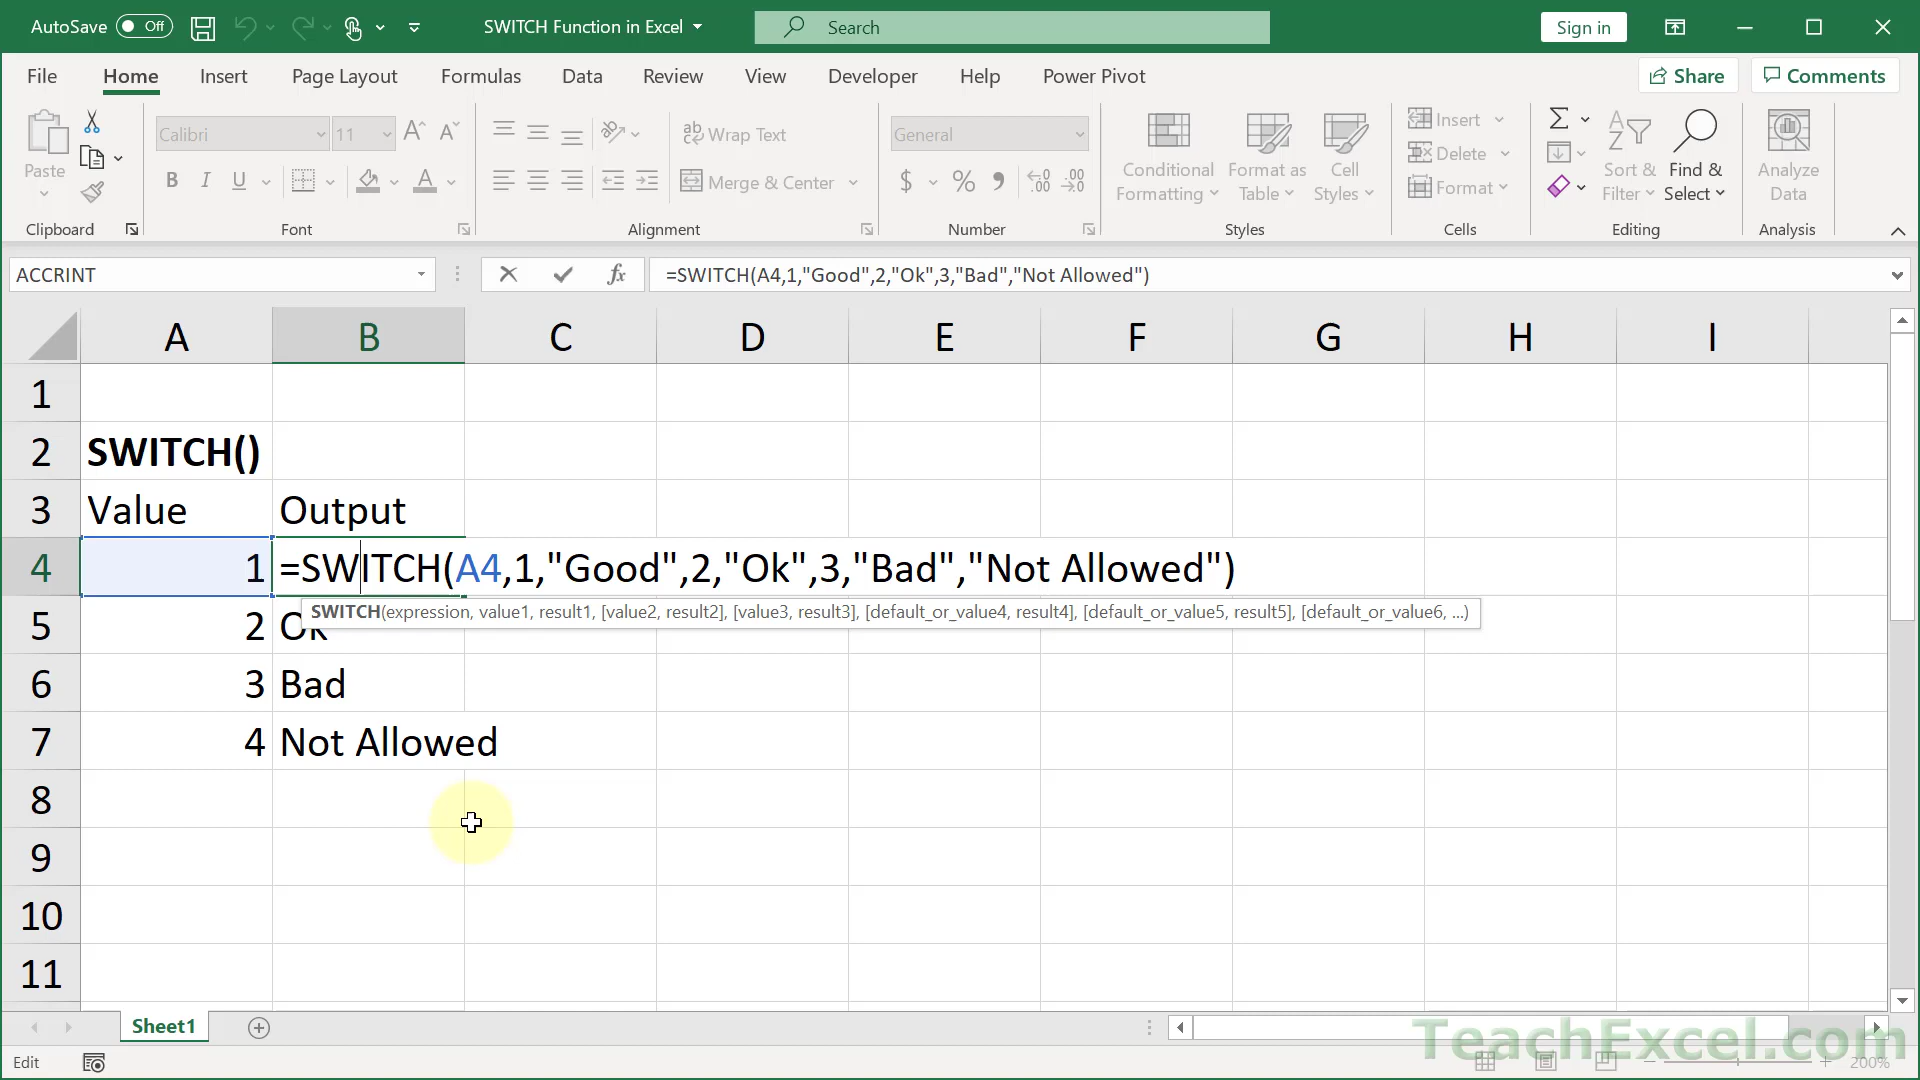 AutoSave Off SWITCH Function in Excel Search Sign in
File Home Insert Page Layout Formulas Data Review View Developer Help Power Pivot Share Comments
Paste
Clipboard
Calibri 11
B I U A
Font
Wrap Text
Merge & Center
Alignment
General
$ % 9
Number
Conditional Formatting
Format as Table
Cell Styles
Styles
Insert
Delete
Format
Cells
Sort & Filter
Find & Select
Editing
Analyze Data
Analysis
ACCRINT fx =SWITCH(A4,1,"Good",2,"Ok",3,"Bad","Not Allowed")
A B C D E F G H I
1
2 SWITCH()
3 Value Output
4 1 =SWITCH(A4,1,"Good",2,"Ok",3,"Bad","Not Allowed")
SWITCH(expression, value1, result1, [value2, result2], [value3, result3], [default_or_value4, result4], [default_or_value5, result5], [default_or_value6, ...)
5 2 Ok
6 3 Bad
7 4 Not Allowed
8
9
10
11
Sheet1
TeachExcel.com
Edit 200%